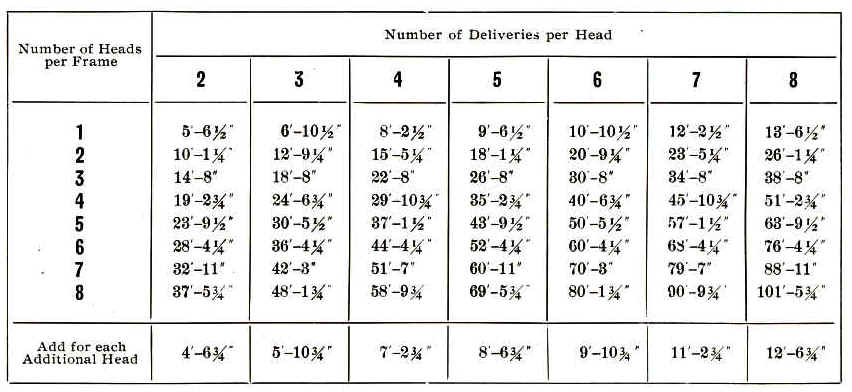 Number of Heads
per Frame
Number of Deliveries per Head
2 3 4 5 6 7 8
1 5′-6½″ 6′-10½″ 8′-2½″ 9′-6½″ 10′-10½″ 12′-2½″ 13′-6½″
2 10′-1¼″ 12′-9¼″ 15′-5¼″ 18′-1¼″ 20′-9¼″ 23′-5¼″ 26′-1¼″
3 14′-8″ 18′-8″ 22′-8″ 26′-8″ 30′-8″ 34′-8″ 38′-8″
4 19′-2¾″ 24′-6¾″ 29′-10¾″ 35′-2¾″ 40′-6¾″ 45′-10¾″ 51′-2¾″
5 23′-9½″ 30′-5½″ 37′-1½″ 43′-9½″ 50′-5½″ 57′-1½″ 63′-9½″
6 28′-4¼″ 36′-4¼″ 44′-4¼″ 52′-4¼″ 60′-4¼″ 68′-4¼″ 76′-4¼″
7 32′-11″ 42′-3″ 51′-7″ 60′-11″ 70′-3″ 79′-7″ 88′-11″
8 37′-5¾″ 48′-1¾″ 58′-9¾ 69′-5¾″ 80′-1¾″ 90′-9¾″ 101′-5¾″
Add for each
Additional Head
4′-6¾″ 5′-10¾″ 7′-2¾″ 8′-6¾″ 9′-10¾″ 11′-2¾″ 12′-6¾″